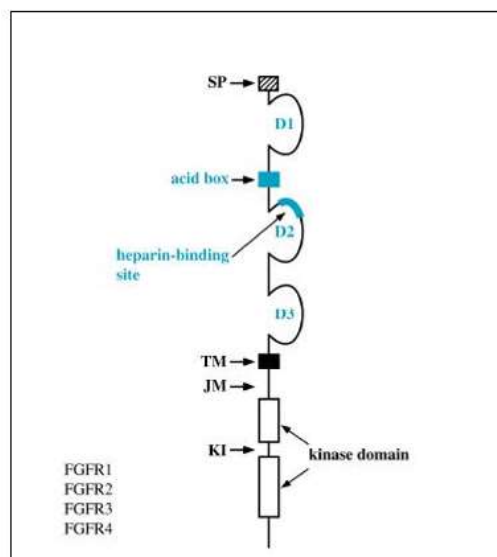 SP
D1
acid box
D2
heparin-binding
site
D3
TM
JM
KI
kinase domain
FGFR1
FGFR2
FGFR3
FGFR4